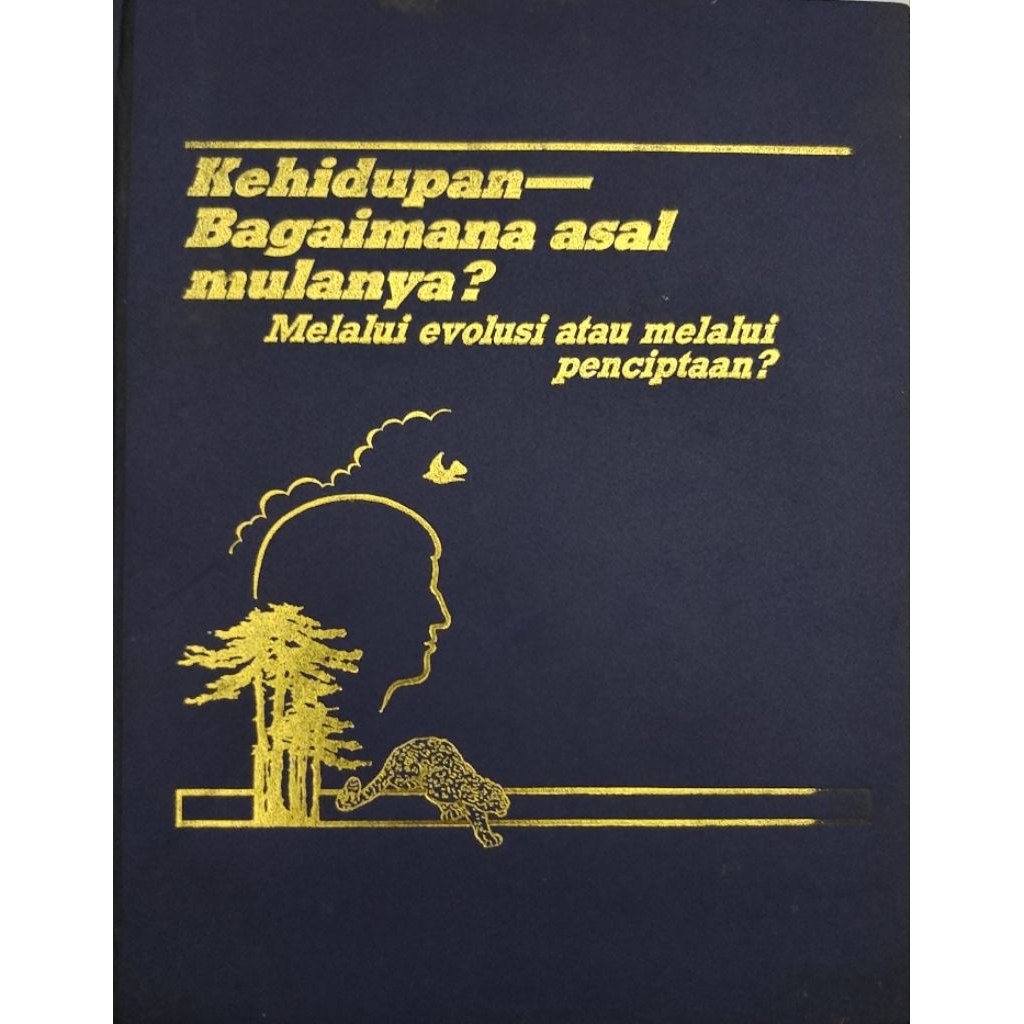 Kehidupan—
Bagaimana asal
mulanya?
Melalui evolusi atau melalui
penciptaan?